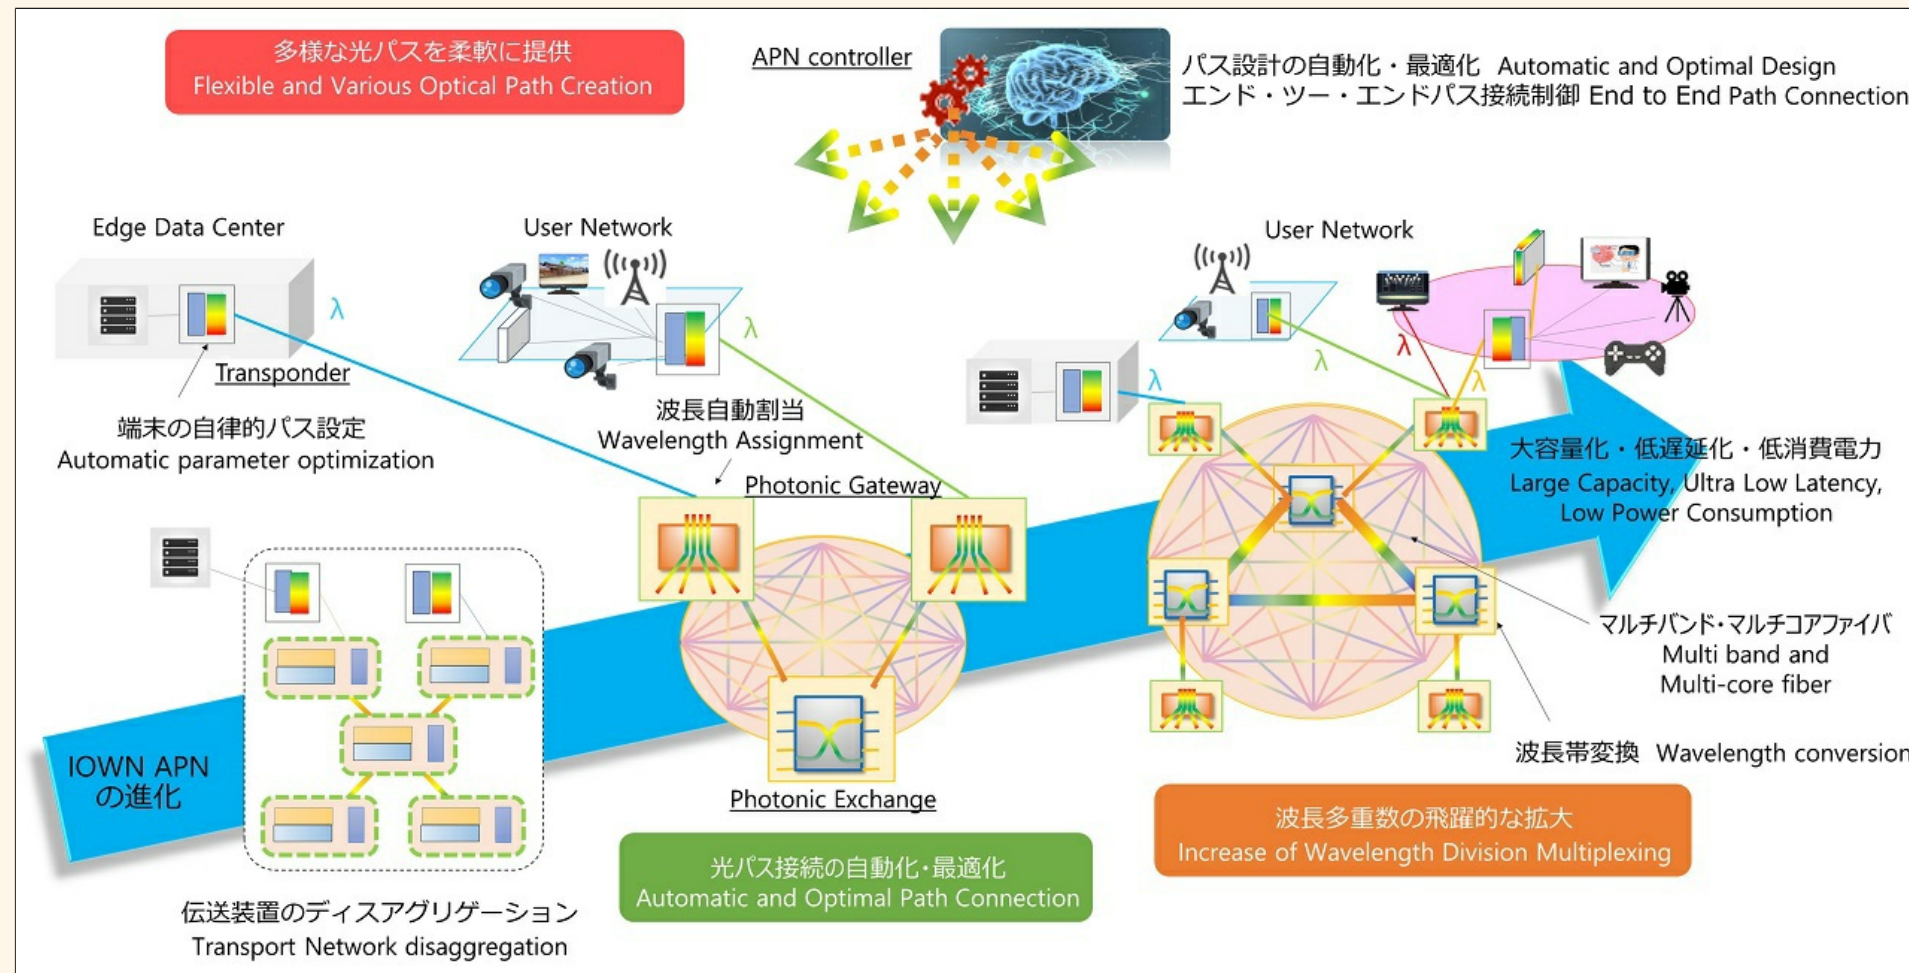 多様な光パスを柔軟に提供
Flexible and Various Optical Path Creation
APN controller
パス設計の自動化・最適化 Automatic and Optimal Design
エンド・ツー・エンドパス接続制御 End to End Path Connection
Edge Data Center
User Network
User Network
λ
λ
λ
λ
λ
λ
Transponder
端末の自律的パス設定
Automatic parameter optimization
波長自動割当
Wavelength Assignment
Photonic Gateway
大容量化・低遅延化・低消費電力
Large Capacity, Ultra Low Latency,
Low Power Consumption
マルチバンド・マルチコアファイバ
Multi band and
Multi-core fiber
波長帯変換 Wavelength conversion
IOWN APN
の進化
Photonic Exchange
波長多重数の飛躍的な拡大
Increase of Wavelength Division Multiplexing
光パス接続の自動化・最適化
Automatic and Optimal Path Connection
伝送装置のディスアグリゲーション
Transport Network disaggregation